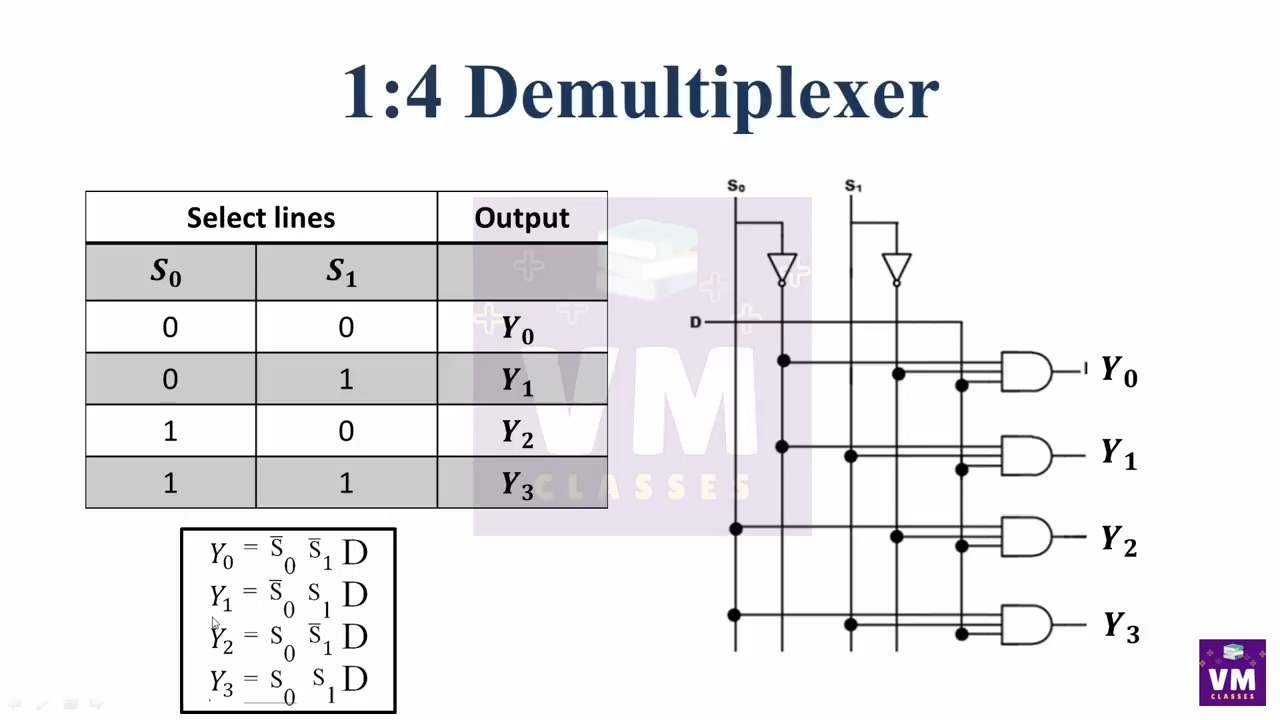 1:4 Demultiplexer
Select lines Output
S₀ S₁
0 0 Y₀
0 1 Y₁
1 0 Y₂
1 1 Y₃
Y₀ = S̅₀ S̅₁ D
Y₁ = S̅₀ S₁ D
Y₂ = S₀ S̅₁ D
Y₃ = S₀ S₁ D
S₀ S₁
D
Y₀
Y₁
Y₂
Y₃
VM
CLASSES
VM
CLASSES